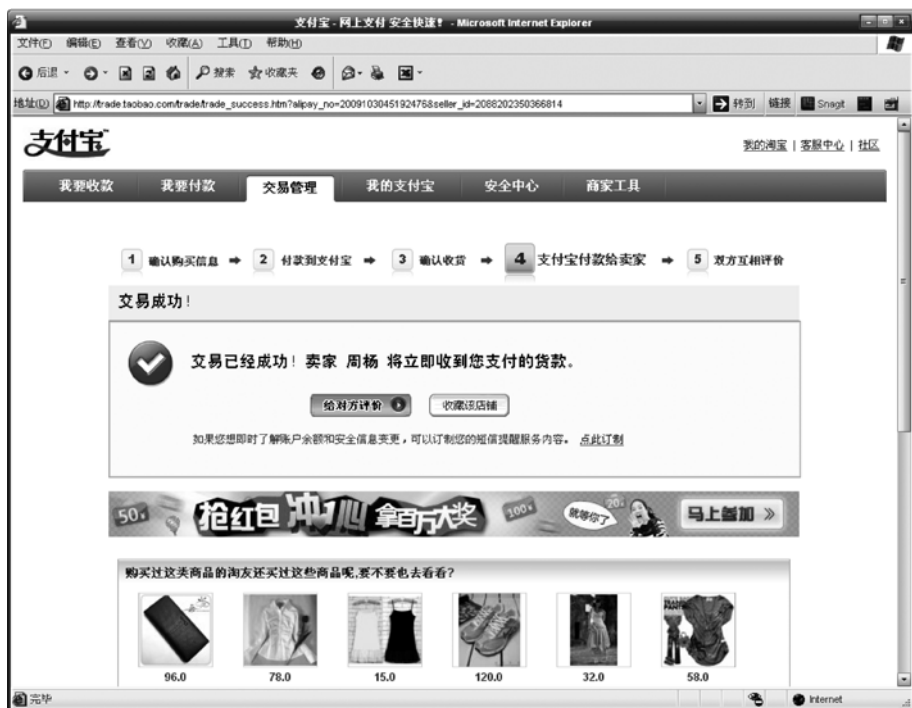 支付宝 - 网上支付 安全快速! - Microsoft Internet Explorer
文件(F) 编辑(E) 查看(V) 收藏(A) 工具(T) 帮助(H)
后退 搜索 收藏夹
地址(D) http://trade.taobao.com/trade/trade_success.htm?alipay_no=2009103045192476&seller_id=2088202350366814 转到 链接 SnagIt
支付宝
我的淘宝 | 客服中心 | 社区
我要收款 我要付款 交易管理 我的支付宝 安全中心 商家工具
1 确认购买信息 ➡ 2 付款到支付宝 ➡ 3 确认收货 ➡ 4 支付宝付款给卖家 ➡ 5 双方互相评价
交易成功!
交易已经成功! 卖家 周杨 将立即收到您支付的货款。
给对方评价 收藏该店铺
如果您想即时了解账户余额和安全信息变更,可以订制您的短信提醒服务内容。 点此订制
50x 抢红包 冲心 拿百万大奖 100x 就等你了 20x 马上参加 »
购买过这类商品的淘友还买过这些商品呢,要不要也去看看?
96.0 78.0 15.0 120.0 32.0 58.0
完毕 Internet